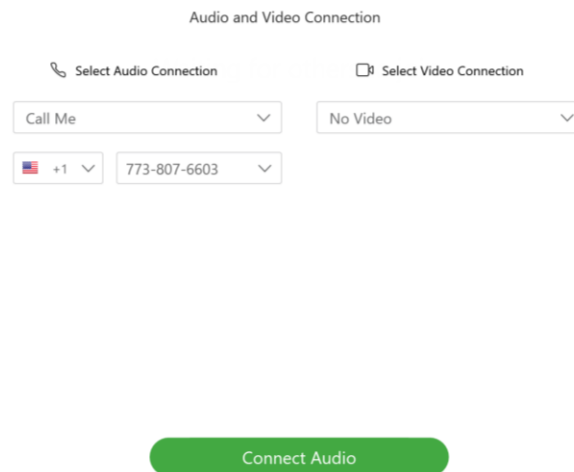 Audio and Video Connection
Select Audio Connection
Select Video Connection
Call Me
No Video
+1
773-807-6603
Connect Audio